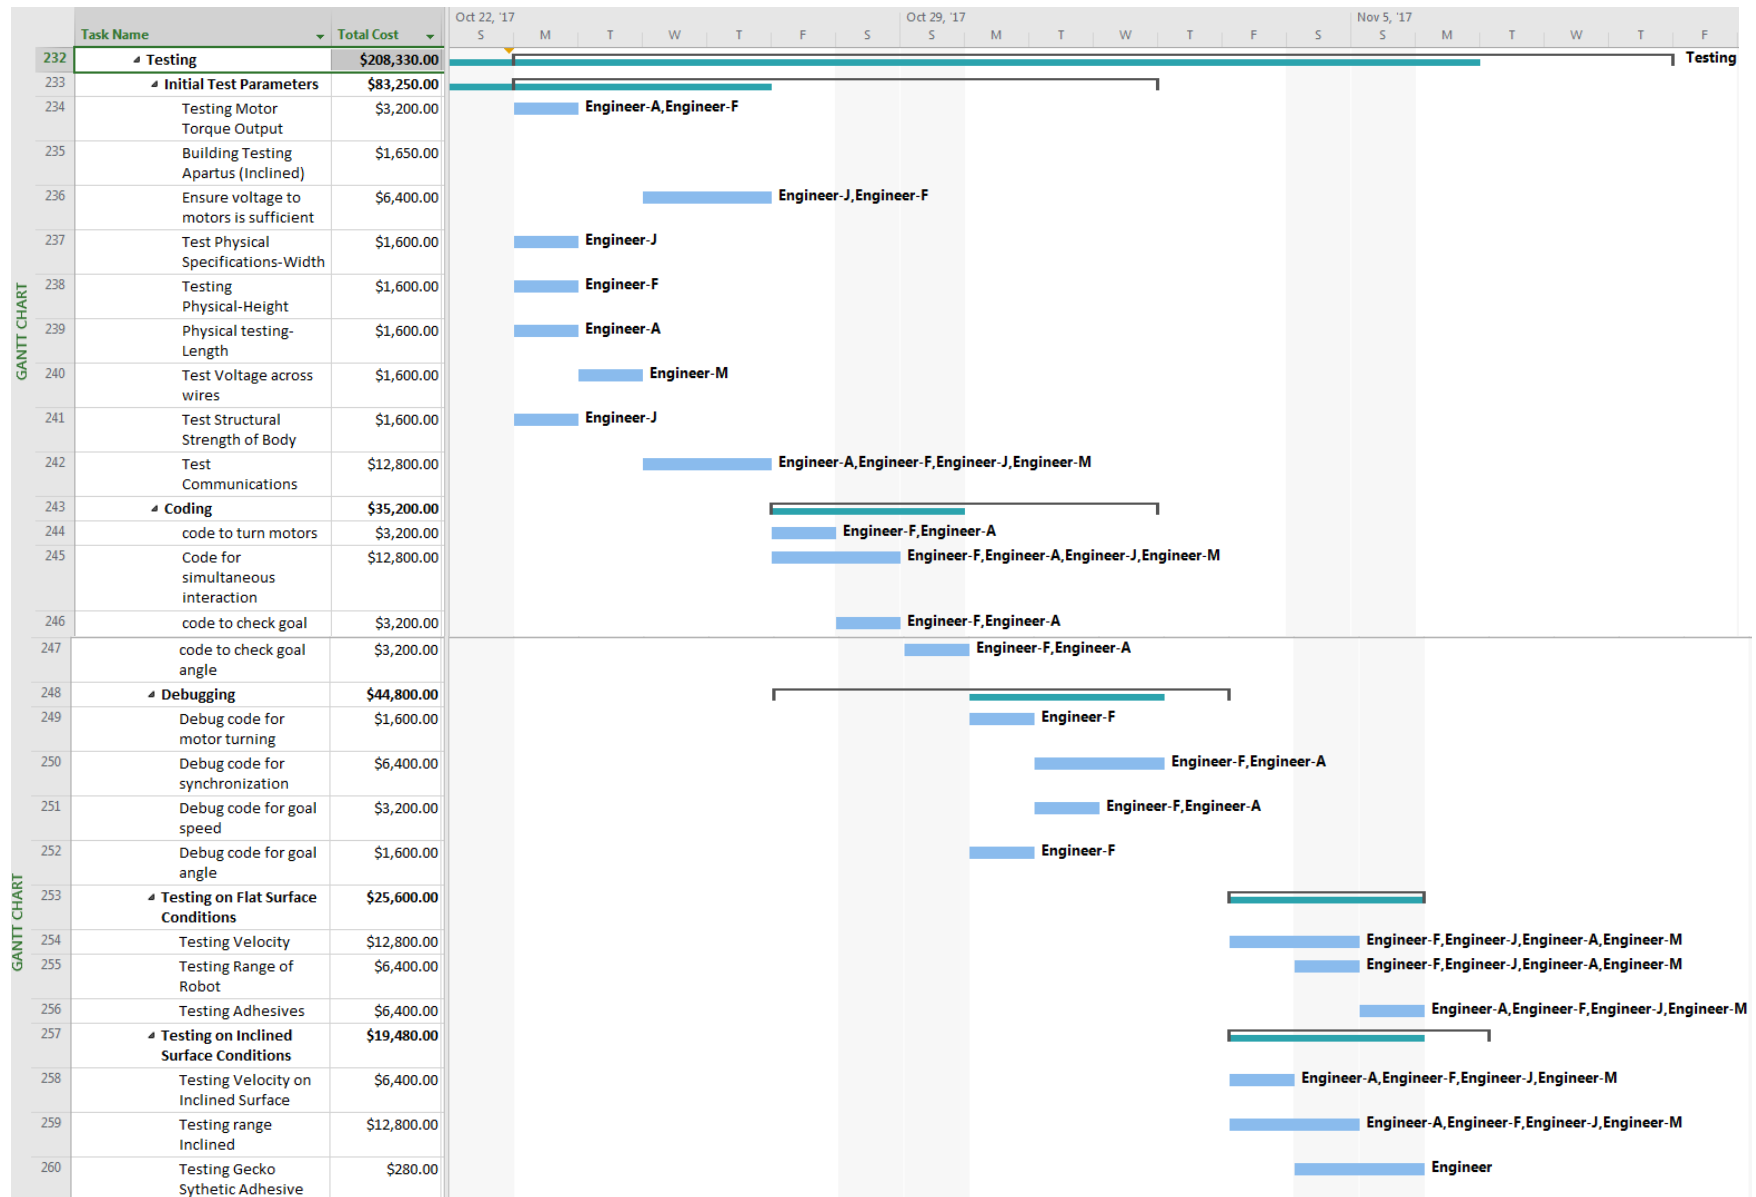 Oct 22, '17 Oct 29, '17 Nov 5, '17
Task Name Total Cost S M T W T F S S M T W T F S S M T W T F
232 Testing $208,330.00 Testing
233 Initial Test Parameters $83,250.00
234 Testing Motor $3,200.00 Engineer-A,Engineer-F
Torque Output
235 Building Testing $1,650.00
Apartus (Inclined)
236 Ensure voltage to $6,400.00 Engineer-J,Engineer-F
motors is sufficient
237 Test Physical $1,600.00 Engineer-J
Specifications-Width
238 Testing $1,600.00 Engineer-F
Physical-Height
239 Physical testing- $1,600.00 Engineer-A
Length
240 Test Voltage across $1,600.00 Engineer-M
wires
241 Test Structural $1,600.00 Engineer-J
Strength of Body
242 Test $12,800.00 Engineer-A,Engineer-F,Engineer-J,Engineer-M
Communications
243 Coding $35,200.00
244 code to turn motors $3,200.00 Engineer-F,Engineer-A
245 Code for $12,800.00 Engineer-F,Engineer-A,Engineer-J,Engineer-M
simultaneous
interaction
246 code to check goal $3,200.00 Engineer-F,Engineer-A
GANTT CHART
247 code to check goal $3,200.00 Engineer-F,Engineer-A
angle
248 Debugging $44,800.00
249 Debug code for $1,600.00 Engineer-F
motor turning
250 Debug code for $6,400.00 Engineer-F,Engineer-A
synchronization
251 Debug code for goal $3,200.00 Engineer-F,Engineer-A
speed
252 Debug code for goal $1,600.00 Engineer-F
angle
253 Testing on Flat Surface $25,600.00
Conditions
254 Testing Velocity $12,800.00 Engineer-F,Engineer-J,Engineer-A,Engineer-M
255 Testing Range of $6,400.00 Engineer-F,Engineer-J,Engineer-A,Engineer-M
Robot
256 Testing Adhesives $6,400.00 Engineer-A,Engineer-F,Engineer-J,Engineer-M
257 Testing on Inclined $19,480.00
Surface Conditions
258 Testing Velocity on $6,400.00 Engineer-A,Engineer-F,Engineer-J,Engineer-M
Inclined Surface
259 Testing range $12,800.00 Engineer-A,Engineer-F,Engineer-J,Engineer-M
Inclined
260 Testing Gecko $280.00 Engineer
Sythetic Adhesive
GANTT CHART